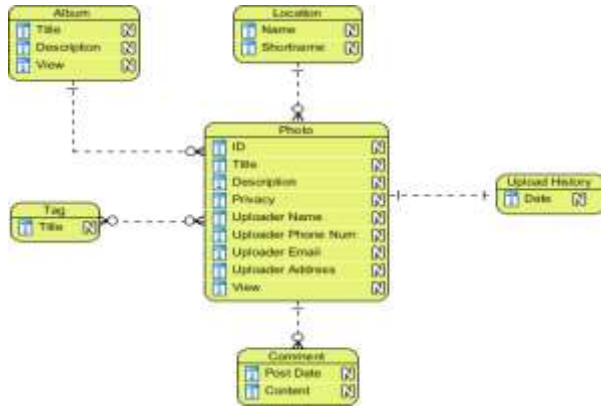 Album
Title
Description
View
Location
Name
Shortname
Photo
ID
Title
Description
Privacy
Uploader Name
Uploader Phone Num
Uploader Email
Uploader Address
View
Upload History
Date
Tag
Title
Comment
Post Date
Content